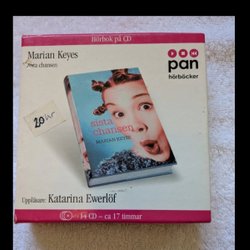 Hörbok på CD
Marian Keyes
Sista chansen
pan
hörböcker
20 kr
sista
chansen
MARIAN KEYES
Uppläsare: Katarina Ewerlöf
14 CD – ca 17 timmar